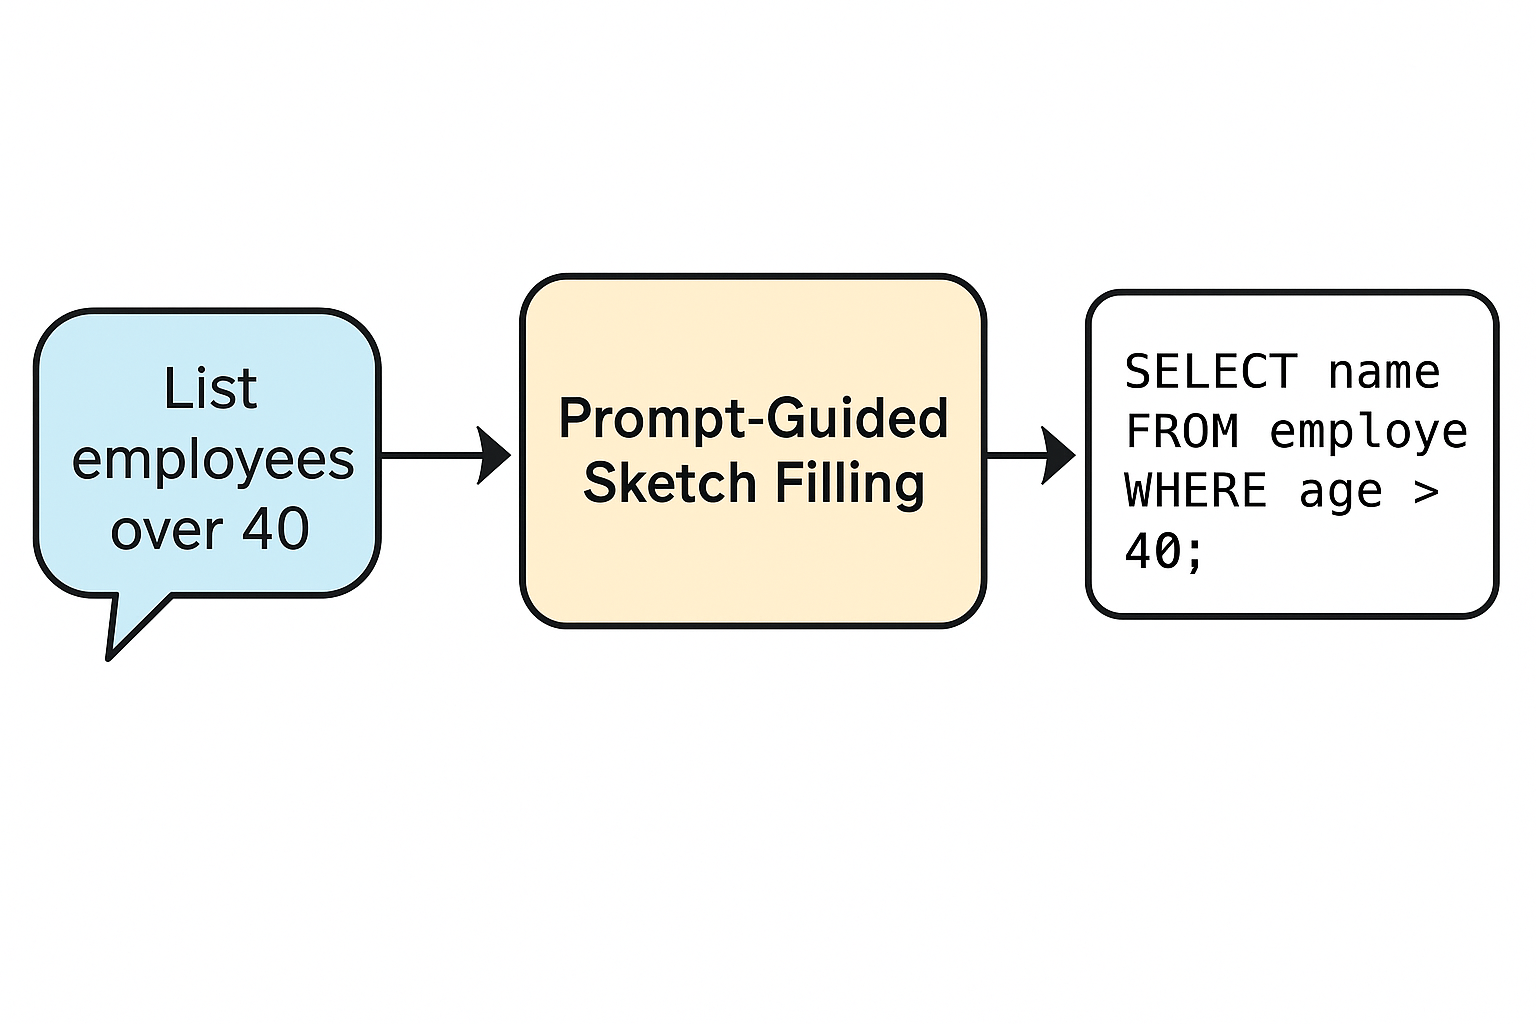 List
employees
over 40
Prompt-Guided
Sketch Filling
SELECT name
FROM employe
WHERE age >
40;